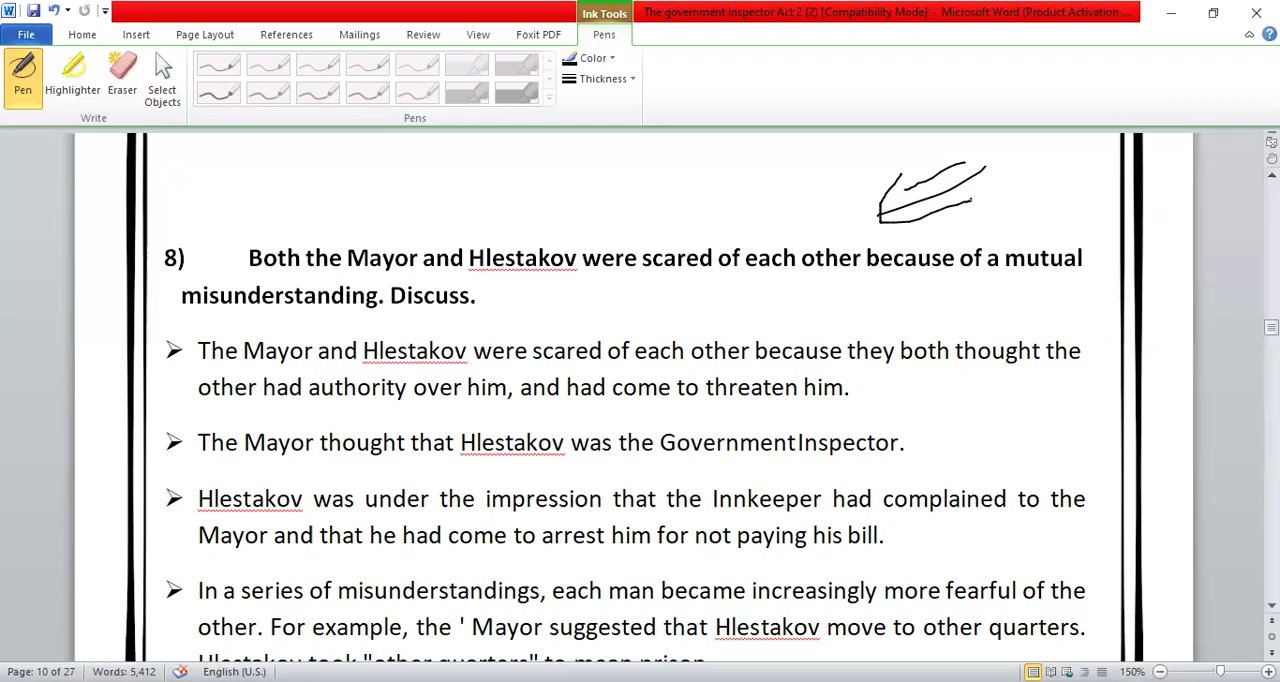 Ink Tools
The government inspector Act 2 (2) [Compatibility Mode] - Microsoft Word (Product Activation ...
File Home Insert Page Layout References Mailings Review View Foxit PDF Pens
Pen Highlighter Eraser Select Objects
Color
Thickness
Write Pens
8) Both the Mayor and Hlestakov were scared of each other because of a mutual
misunderstanding. Discuss.
The Mayor and Hlestakov were scared of each other because they both thought the
other had authority over him, and had come to threaten him.
The Mayor thought that Hlestakov was the GovernmentInspector.
Hlestakov was under the impression that the Innkeeper had complained to the
Mayor and that he had come to arrest him for not paying his bill.
In a series of misunderstandings, each man became increasingly more fearful of the
other. For example, the ' Mayor suggested that Hlestakov move to other quarters.
Hlestakov took "other quarters" to mean prison.
Page: 10 of 27 Words: 5,412 English (U.S.) 150%